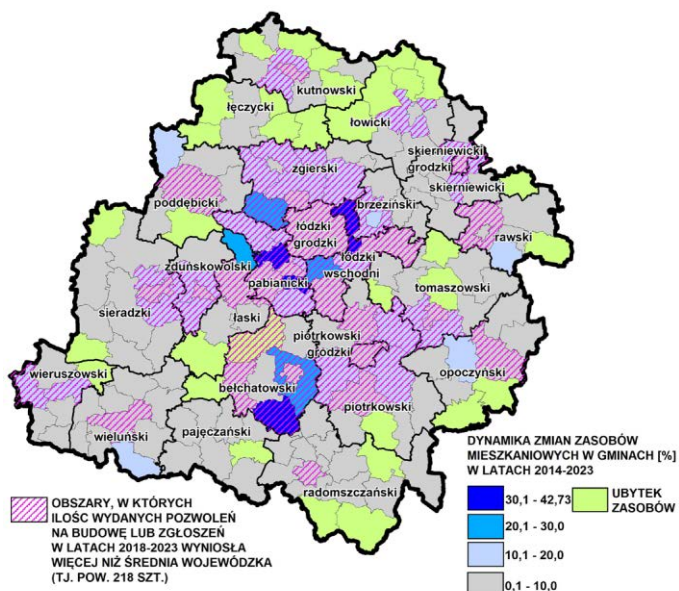 kutnowski
łęczycki
łowicki
skierniewicki
grodzki
skierniewicki
zgierski
brzeziński
poddębicki
łódzki
grodzki
rawski
łódzki
wschodni
zduńskowolski
pabianicki
tomaszowski
sieradzki
łaski
piotrkowski
grodzki
opoczyński
wieruszowski
bełchatowski
piotrkowski
wieluński
pajęczański
radomszczański
DYNAMIKA ZMIAN ZASOBÓW
MIESZKANIOWYCH W GMINACH [%]
W LATACH 2014-2023
30,1 - 42,73
20,1 - 30,0
10,1 - 20,0
0,1 - 10,0
UBYTEK
ZASOBÓW
OBSZARY, W KTÓRYCH
ILOŚC WYDANYCH POZWOLEŃ
NA BUDOWĘ LUB ZGŁOSZEŃ
W LATACH 2018-2023 WYNIOSŁA
WIĘCEJ NIŻ ŚREDNIA WOJEWÓDZKA
(TJ. POW. 218 SZT.)